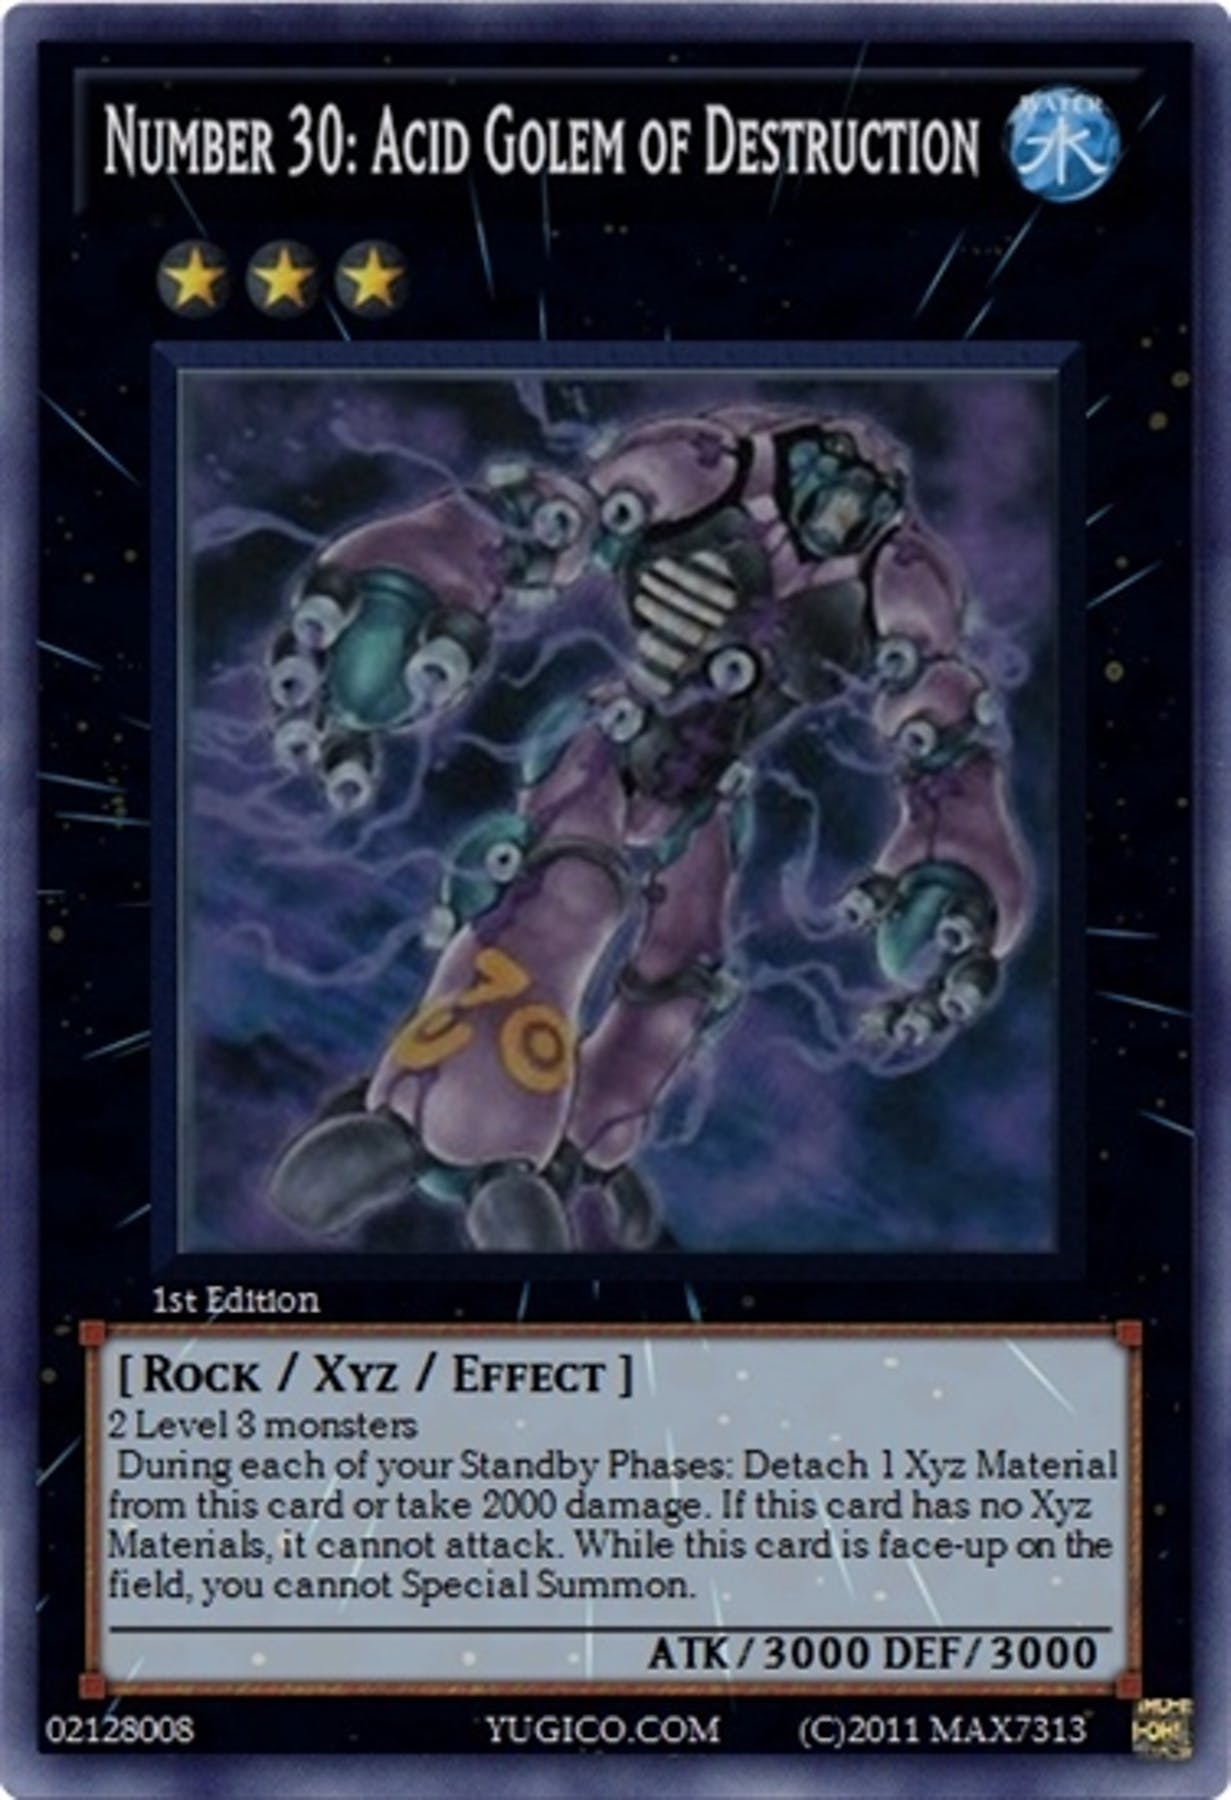 Number 30: Acid Golem of Destruction
WATER
水
30
1st Edition
[ Rock / Xyz / Effect ]
2 Level 3 monsters
During each of your Standby Phases: Detach 1 Xyz Material
from this card or take 2000 damage. If this card has no Xyz
Materials, it cannot attack. While this card is face-up on the
field, you cannot Special Summon.
ATK / 3000 DEF / 3000
02128008 YUGICO.COM (C)2011 MAX7313